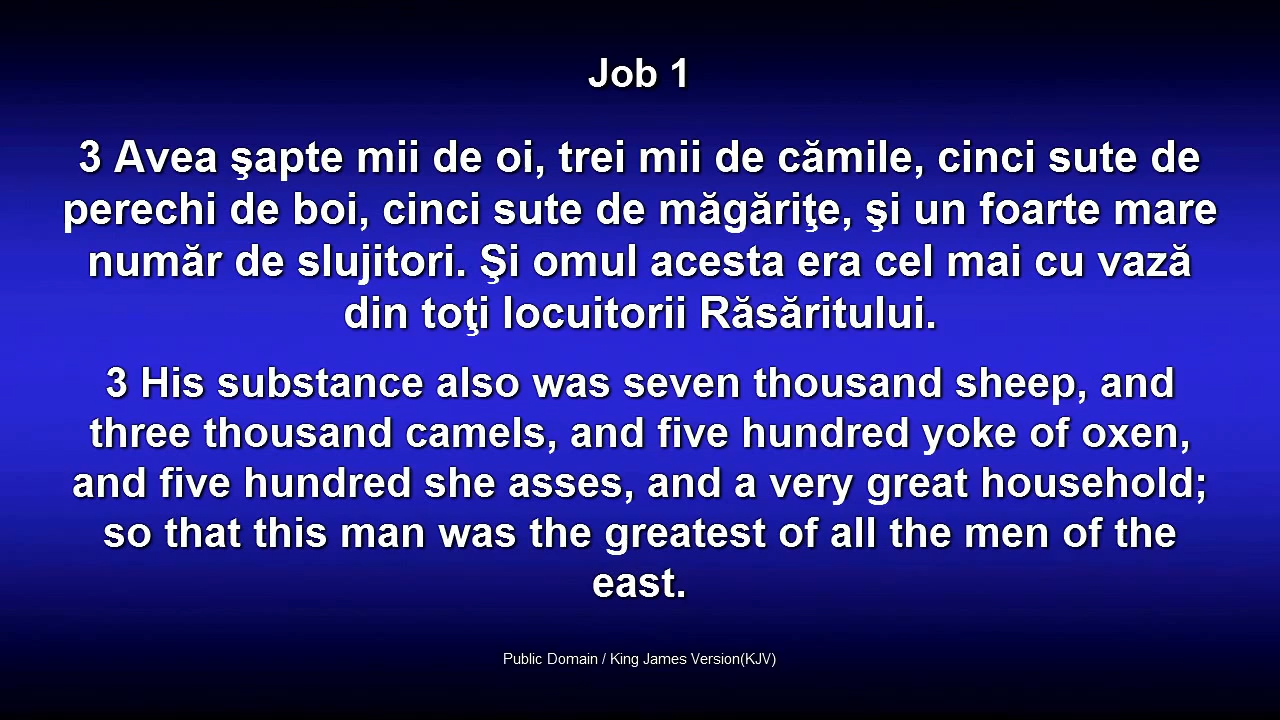 Job 1
3 Avea şapte mii de oi, trei mii de cămile, cinci sute de
perechi de boi, cinci sute de măgăriţe, şi un foarte mare
număr de slujitori. Şi omul acesta era cel mai cu vază
din toţi locuitorii Răsăritului.
3 His substance also was seven thousand sheep, and
three thousand camels, and five hundred yoke of oxen,
and five hundred she asses, and a very great household;
so that this man was the greatest of all the men of the
east.
Public Domain / King James Version(KJV)